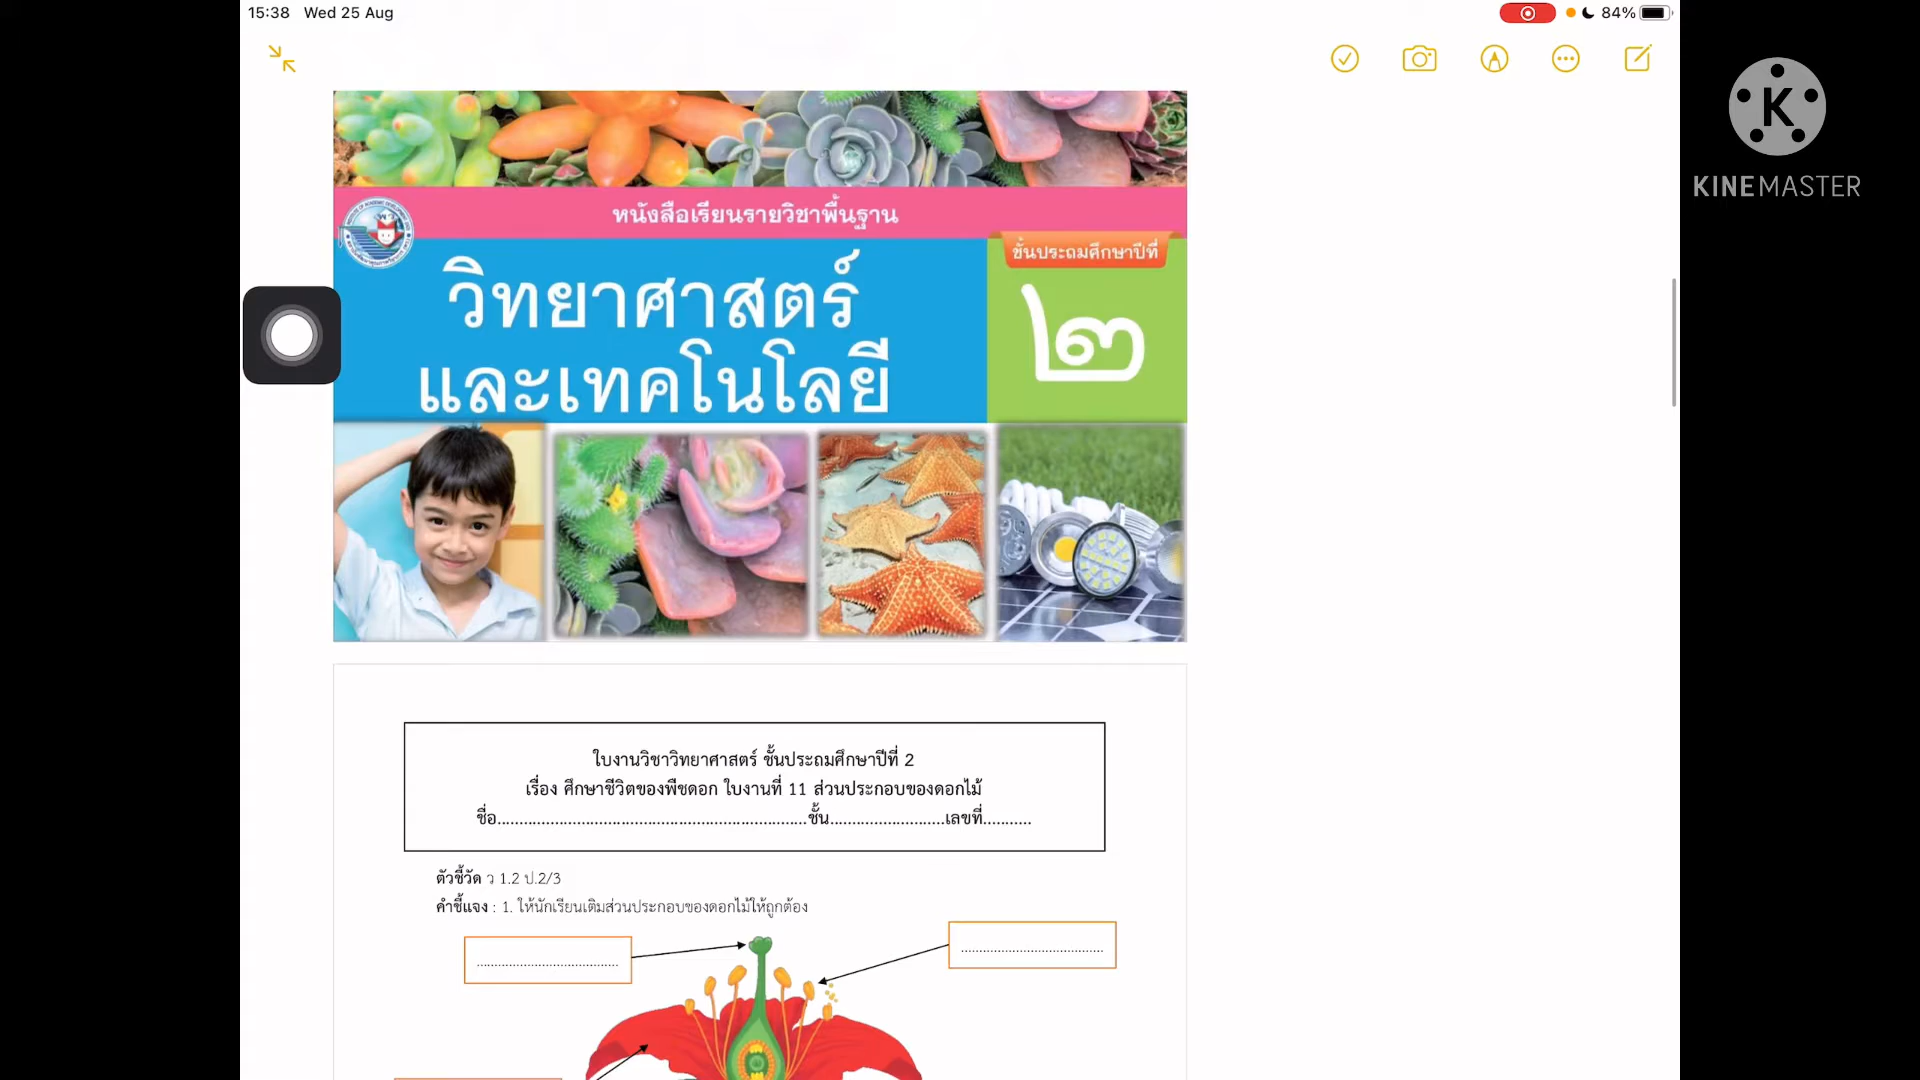 15:38 Wed 25 Aug
84%
K
KINEMASTER
หนังสือเรียนรายวิชาพื้นฐาน
ชั้นประถมศึกษาปีที่
๒
วิทยาศาสตร์
และเทคโนโลยี
ใบงานวิชาวิทยาศาสตร์ ชั้นประถมศึกษาปีที่ 2
เรื่อง ศึกษาชีวิตของพืชดอก ใบงานที่ 11 ส่วนประกอบของดอกไม้
ชื่อ......................................................................ชั้น..........................เลขที่...........
ตัวชี้วัด ว 1.2 ป.2/3
คำชี้แจง : 1. ให้นักเรียนเติมส่วนประกอบของดอกไม้ให้ถูกต้อง